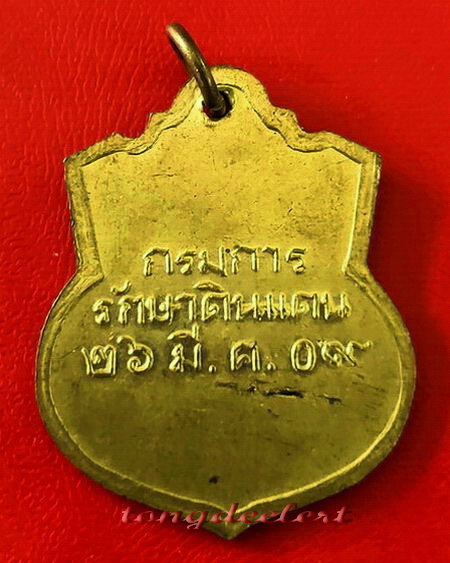 กรมการ
รักษาดินแดน
๒๖ มี. ค. ๐๙
tongdeelert